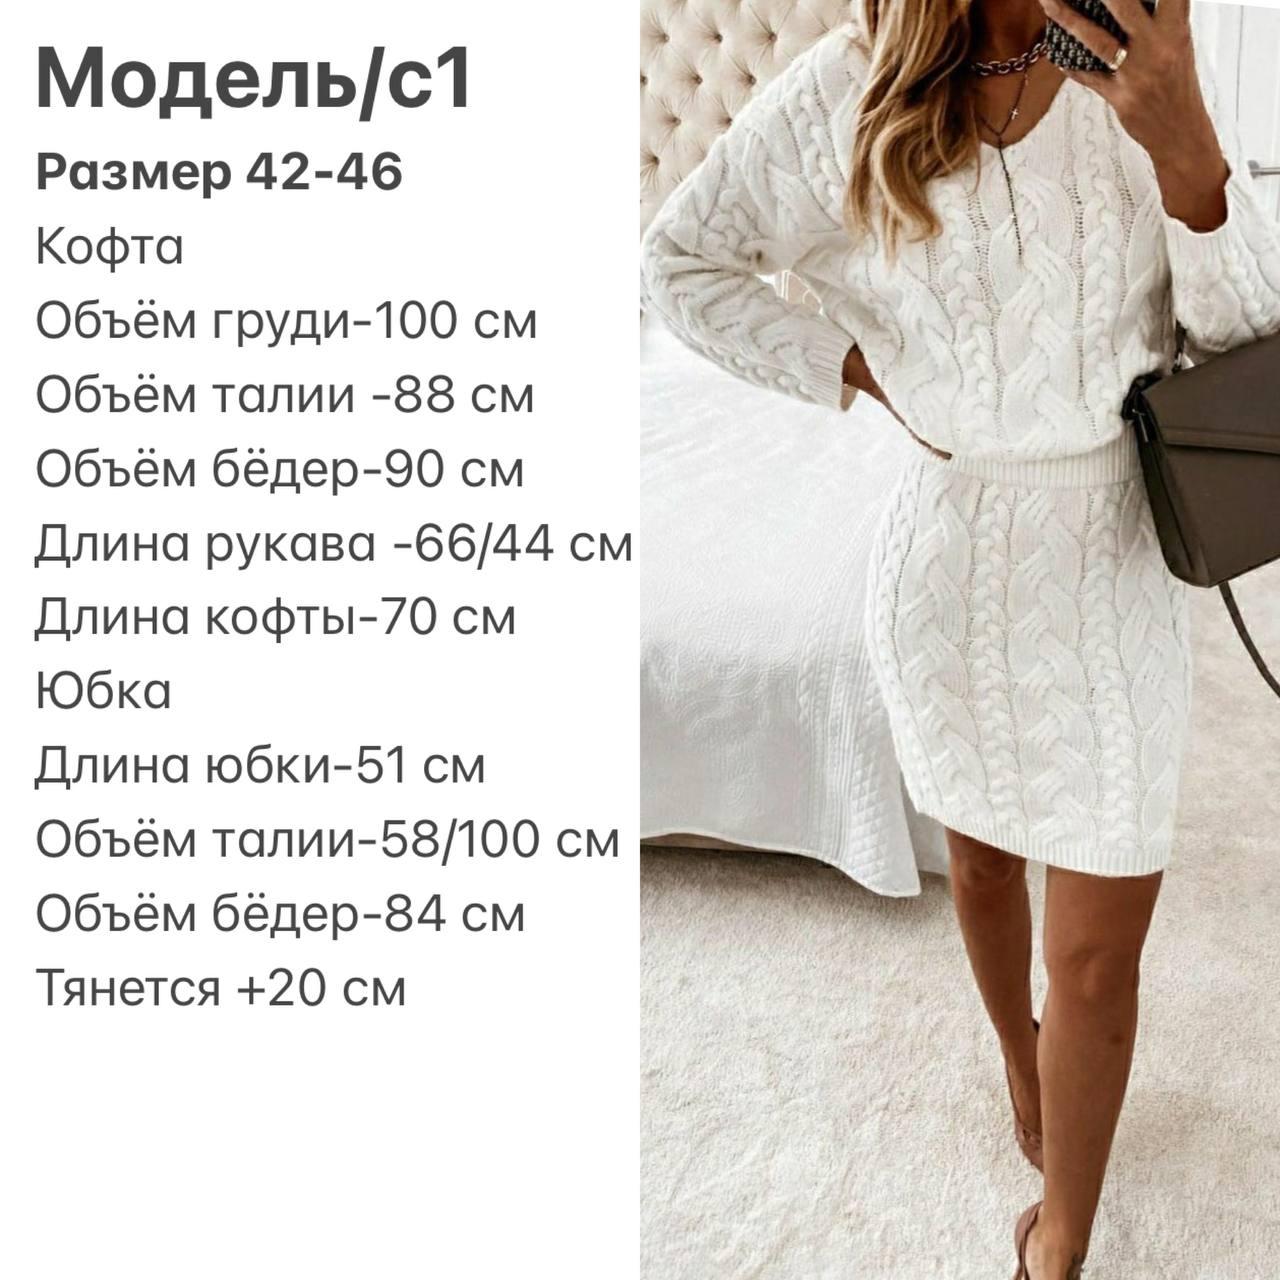 Модель/с1
Размер 42-46
Кофта
Объём груди-100 см
Объём талии -88 см
Объём бёдер-90 см
Длина рукава -66/44 см
Длина кофты-70 см
Юбка
Длина юбки-51 см
Объём талии-58/100 см
Объём бёдер-84 см
Тянется +20 см